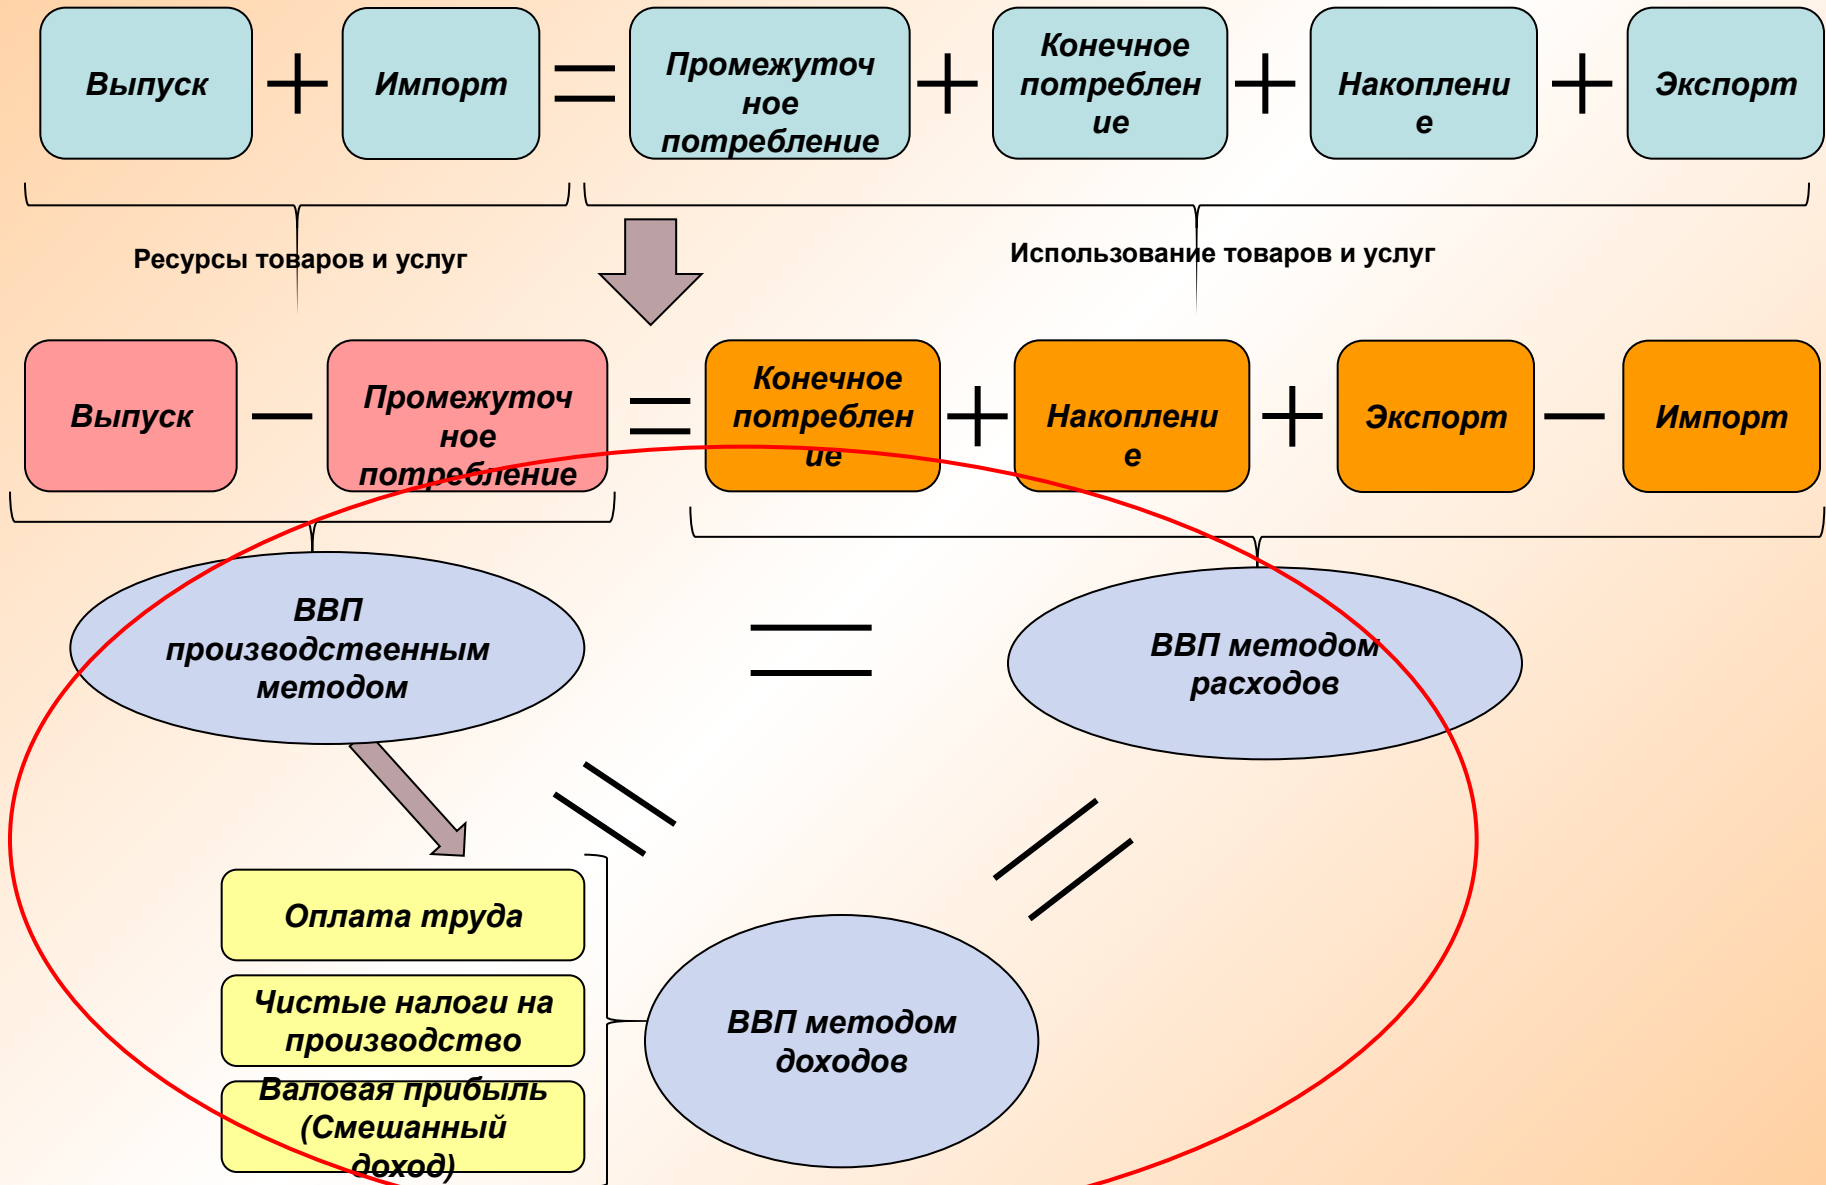 Выпуск
Импорт
Промежуточ
ное
потребление
Конечное
потреблен
ие
Накоплени
е
Экспорт
Ресурсы товаров и услуг
Использование товаров и услуг
Выпуск
Промежуточ
ное
потребление
Конечное
потреблен
ие
Накоплени
е
Экспорт
Импорт
ВВП
производственным
методом
ВВП методом
расходов
Оплата труда
Чистые налоги на
производство
Валовая прибыль
(Смешанный
доход)
ВВП методом
доходов